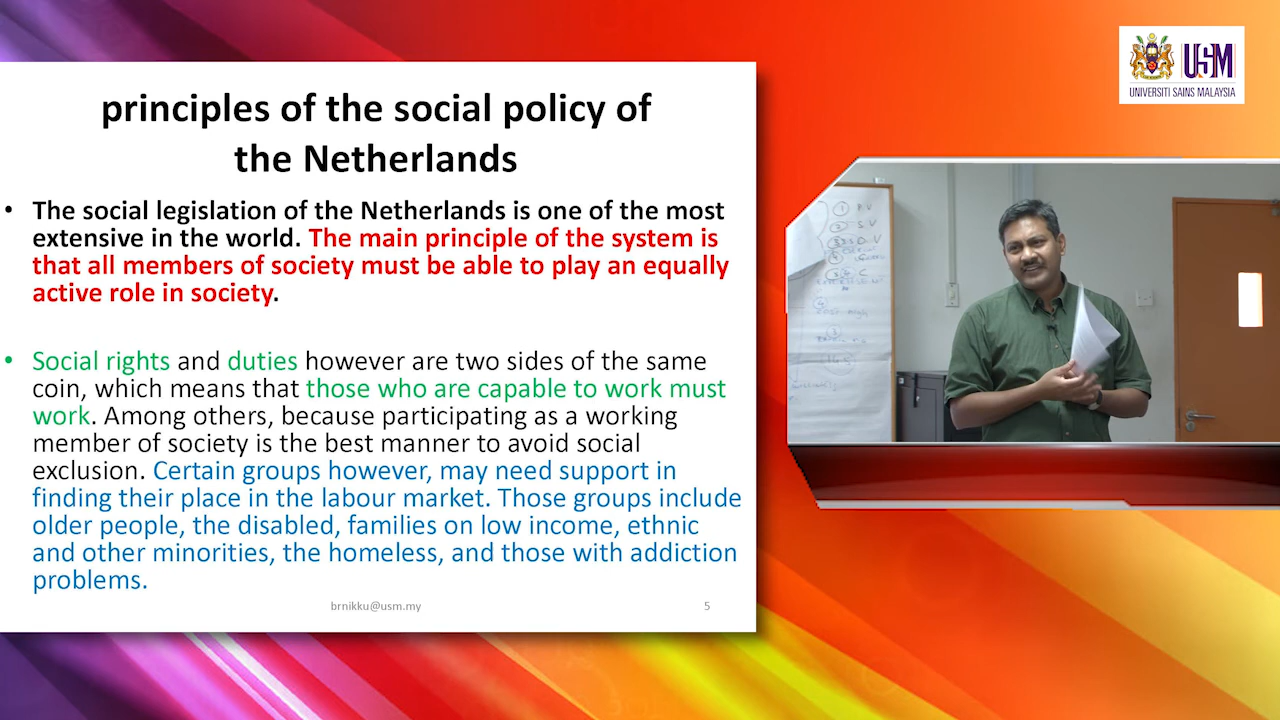 USM
UNIVERSITI SAINS MALAYSIA
principles of the social policy of
the Netherlands
• The social legislation of the Netherlands is one of the most
extensive in the world. The main principle of the system is
that all members of society must be able to play an equally
active role in society.
• Social rights and duties however are two sides of the same
coin, which means that those who are capable to work must
work. Among others, because participating as a working
member of society is the best manner to avoid social
exclusion. Certain groups however, may need support in
finding their place in the labour market. Those groups include
older people, the disabled, families on low income, ethnic
and other minorities, the homeless, and those with addiction
problems.
brnikku@usm.my
5